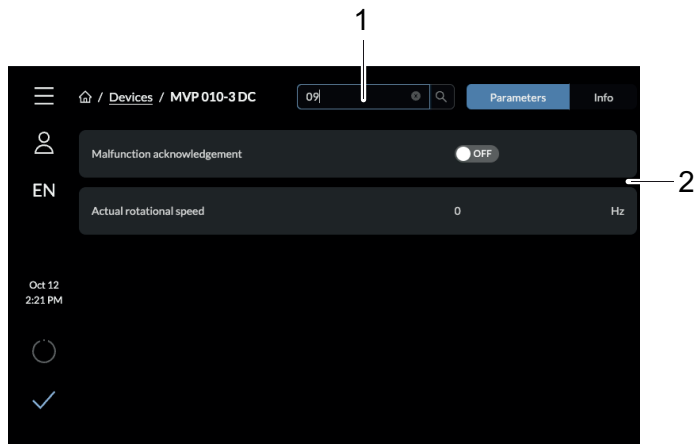 1
/ Devices / MVP 010-3 DC
09
Parameters
Info
Malfunction acknowledgement
OFF
2
EN
Actual rotational speed
0
Hz
Oct 12
2:21 PM